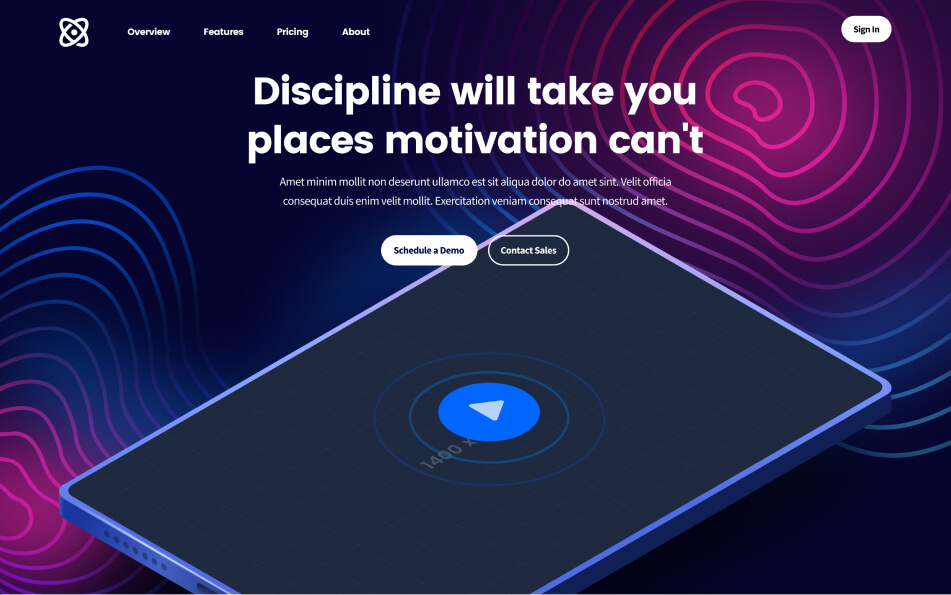 Overview Features Pricing About Sign In
Discipline will take you
places motivation can't
Amet minim mollit non deserunt ullamco est sit aliqua dolor do amet sint. Velit officia
consequat duis enim velit mollit. Exercitation veniam consequat sunt nostrud amet.
Schedule a Demo Contact Sales
1400 x